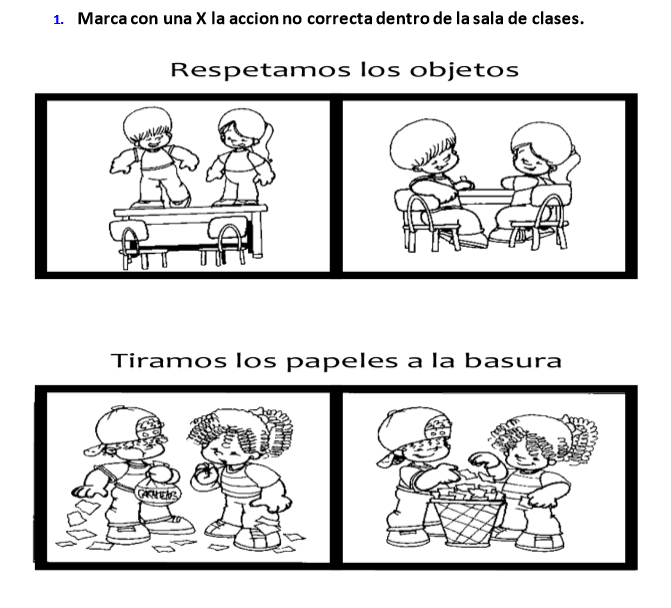 1. Marca con una X la accion no correcta dentro de la sala de clases.
Respetamos los objetos
Tiramos los papeles a la basura